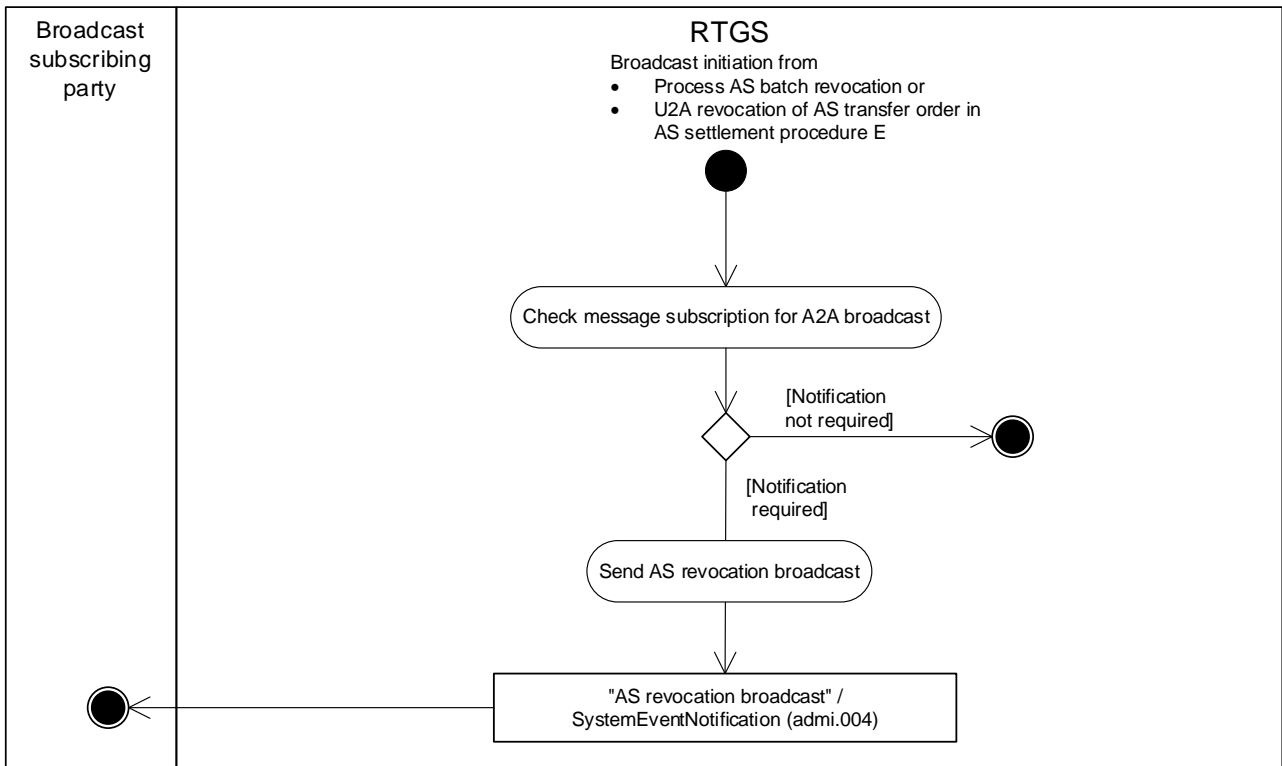 Broadcast
subscribing
party
RTGS
Broadcast initiation from
• Process AS batch revocation or
• U2A revocation of AS transfer order in
AS settlement procedure E
Check message subscription for A2A broadcast
[Notification
not required]
[Notification
required]
Send AS revocation broadcast
"AS revocation broadcast" /
SystemEventNotification (admi.004)